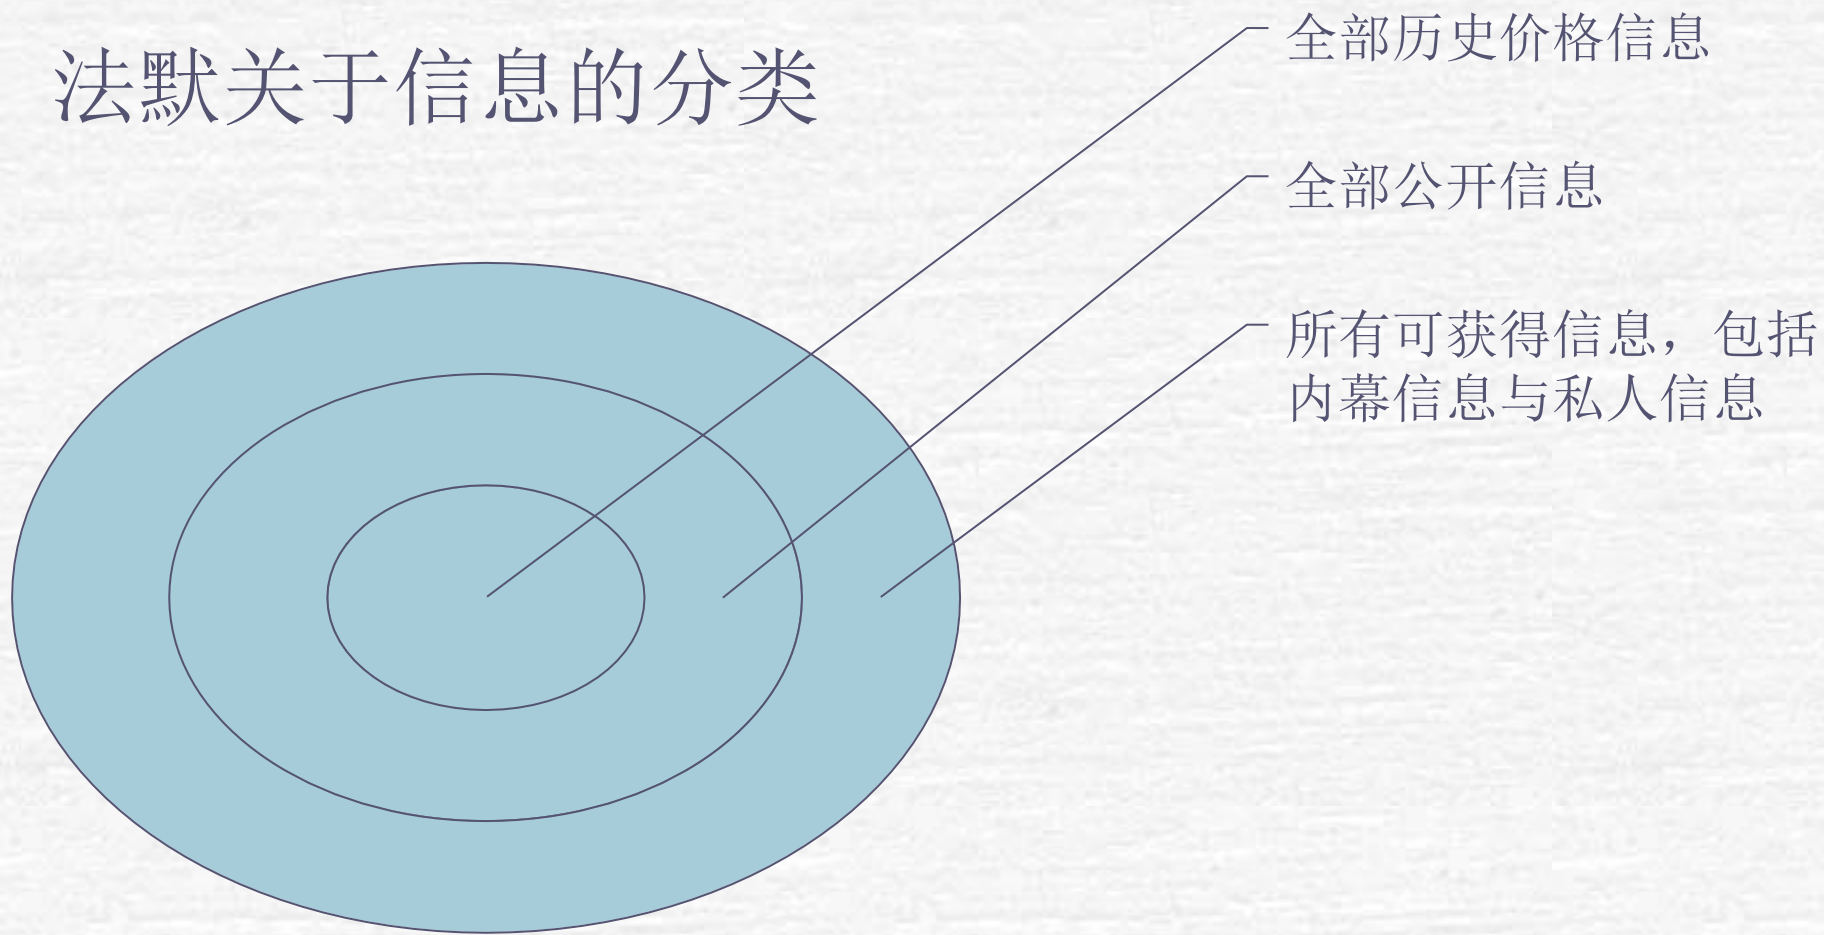 法默关于信息的分类
全部历史价格信息
全部公开信息
所有可获得信息，包括
内幕信息与私人信息